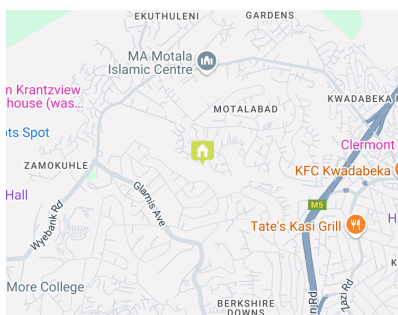 EKUTHULENI
GARDENS
MA Motala
Islamic Centre
n Krantzview
house (was...
MOTALABAD
KWADABEKA
ots Spot
Clermont
ZAMOKUHLE
KFC Kwadabeka
Hall
Glamis Ave
M5
H
Wyebank Rd
Tate's Kasi Grill
K
More College
BERKSHIRE
DOWNS
Rd
zazi Rd